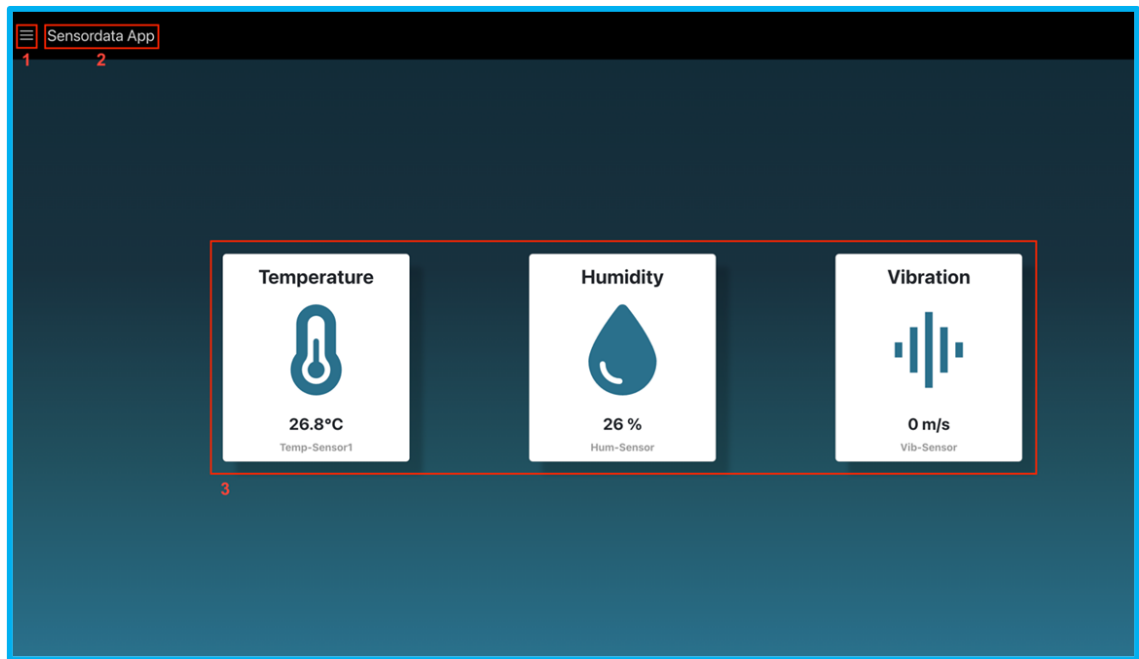 Sensordata App
1 2
Temperature Humidity Vibration
26.8°C 26 % 0 m/s
Temp-Sensor1 Hum-Sensor Vib-Sensor
3